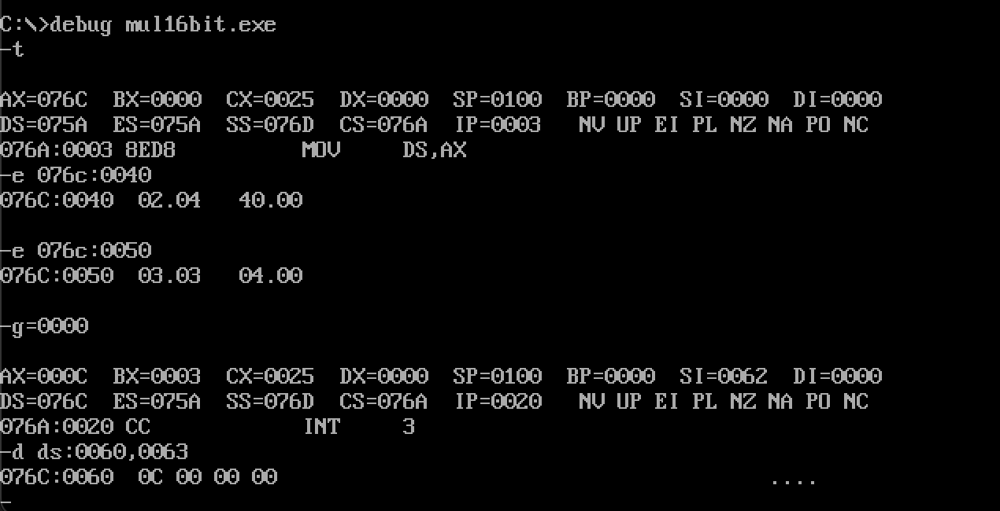 C:\>debug mul16bit.exe
-t
AX=076C BX=0000 CX=0025 DX=0000 SP=0100 BP=0000 SI=0000 DI=0000
DS=075A ES=075A SS=076D CS=076A IP=0003 NV UP EI PL NZ NA PO NC
076A:0003 8ED8 MOV DS,AX
-e 076c:0040
076C:0040 02.04 40.00
-e 076c:0050
076C:0050 03.03 04.00
-g=0000
AX=000C BX=0003 CX=0025 DX=0000 SP=0100 BP=0000 SI=0062 DI=0000
DS=076C ES=075A SS=076D CS=076A IP=0020 NV UP EI PL NZ NA PO NC
076A:0020 CC INT 3
-d ds:0060,0063
076C:0060 0C 00 00 00 ....
-